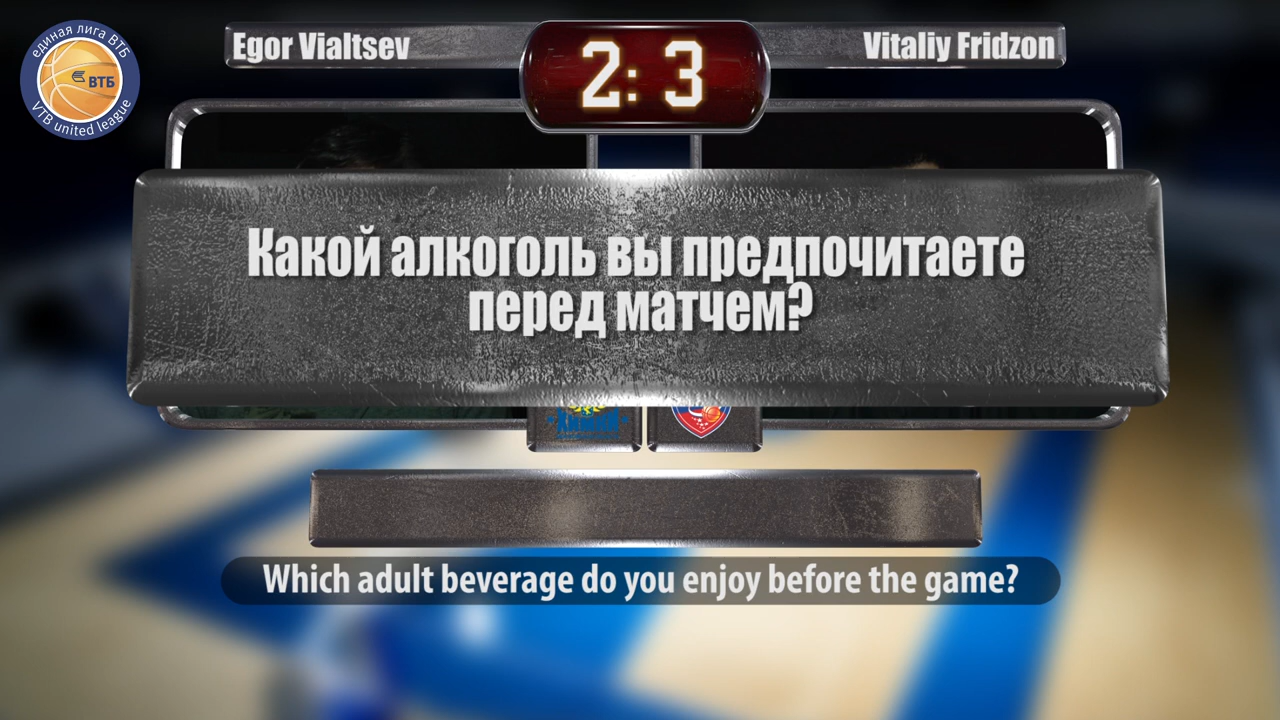 единая лига ВТБ
ВТБ
VTB united league
Egor Vialtsev
2: 3
Vitaliy Fridzon
Какой алкоголь вы предпочитаете
перед матчем?
Химки
Which adult beverage do you enjoy before the game?